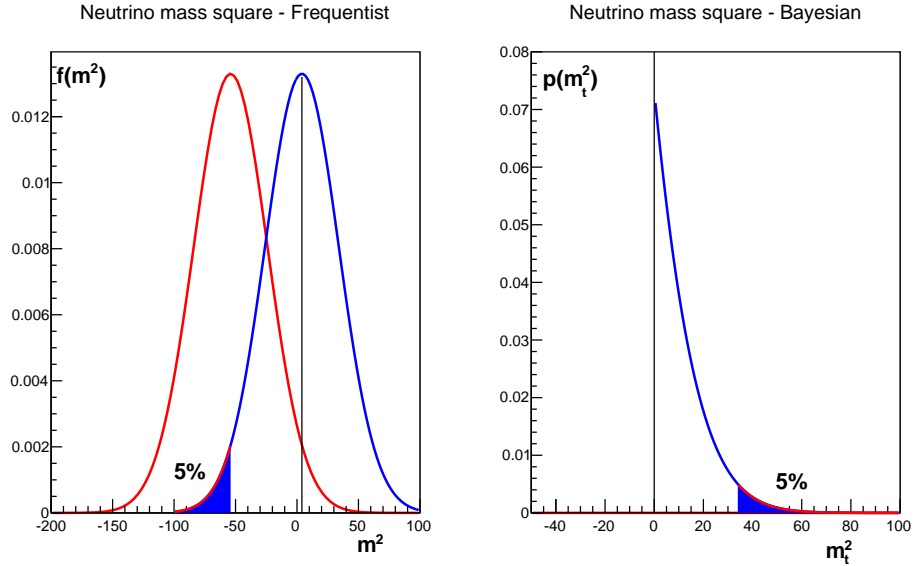 Neutrino mass square - Frequentist
f(m²)
0.012
0.01
0.008
0.006
0.004
0.002
0
5%
-200 -150 -100 -50 0 50 100
m²
Neutrino mass square - Bayesian
0.08
p(m²ₜ)
0.07
0.06
0.05
0.04
0.03
0.02
0.01
0
5%
-40 -20 0 20 40 60 80 100
m²ₜ